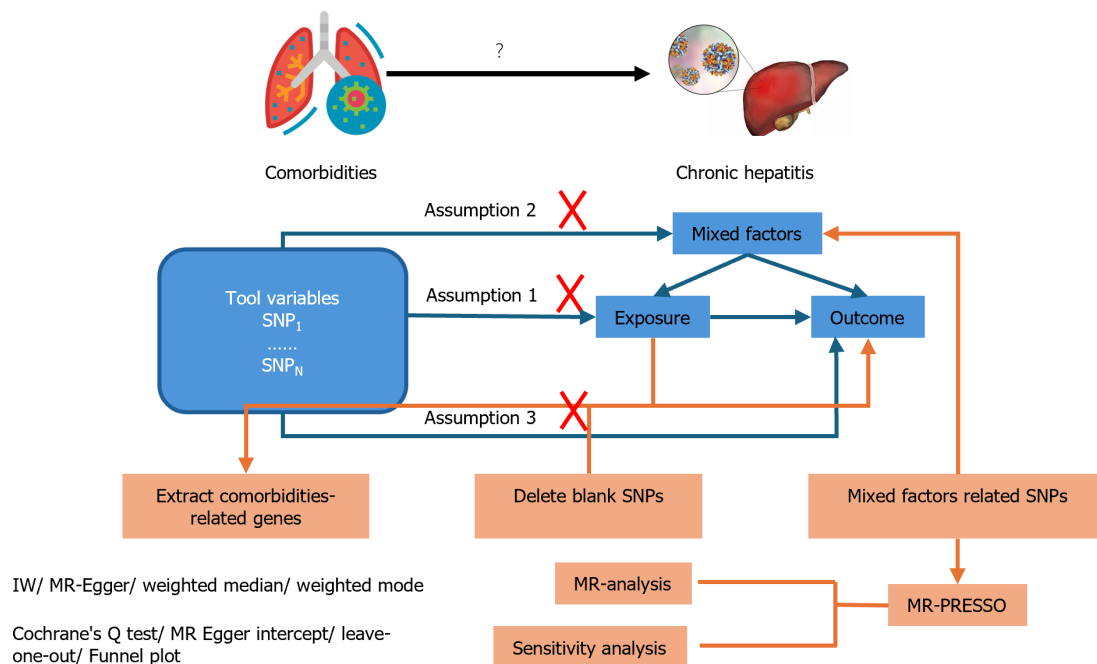 ?
Comorbidities
Chronic hepatitis
Assumption 2
Mixed factors
Tool variables
SNP1
......
SNPN
Assumption 1
Exposure
Outcome
Assumption 3
Extract comorbidities-
related genes
Delete blank SNPs
Mixed factors related SNPs
IW/ MR-Egger/ weighted median/ weighted mode
MR-analysis
MR-PRESSO
Cochrane's Q test/ MR Egger intercept/ leave-
one-out/ Funnel plot
Sensitivity analysis